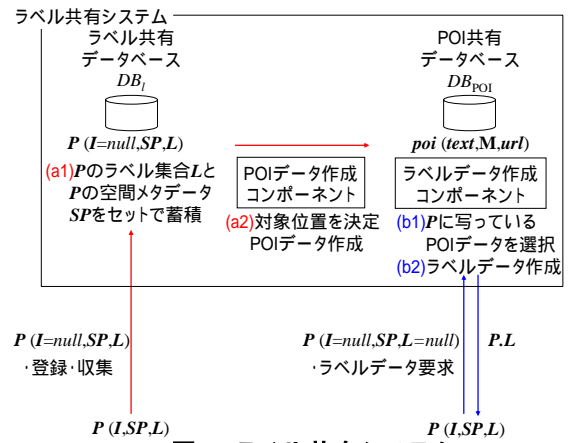 ラベル共有システム
ラベル共有
データベース
DBl
P (I=null,SP,L)
(a1)Pのラベル集合Lと
Pの空間メタデータ
SPをセットで蓄積
POIデータ作成
コンポーネント
(a2)対象位置を決定
POIデータ作成
POI共有
データベース
DBPOI
poi (text,M,url)
ラベルデータ作成
コンポーネント
(b1)Pに写っている
POIデータを選択
(b2)ラベルデータ作成
P (I=null,SP,L)
・登録・収集
P (I=null,SP,L=null)
・ラベルデータ要求
P.L
P (I,SP,L)
P (I,SP,L)